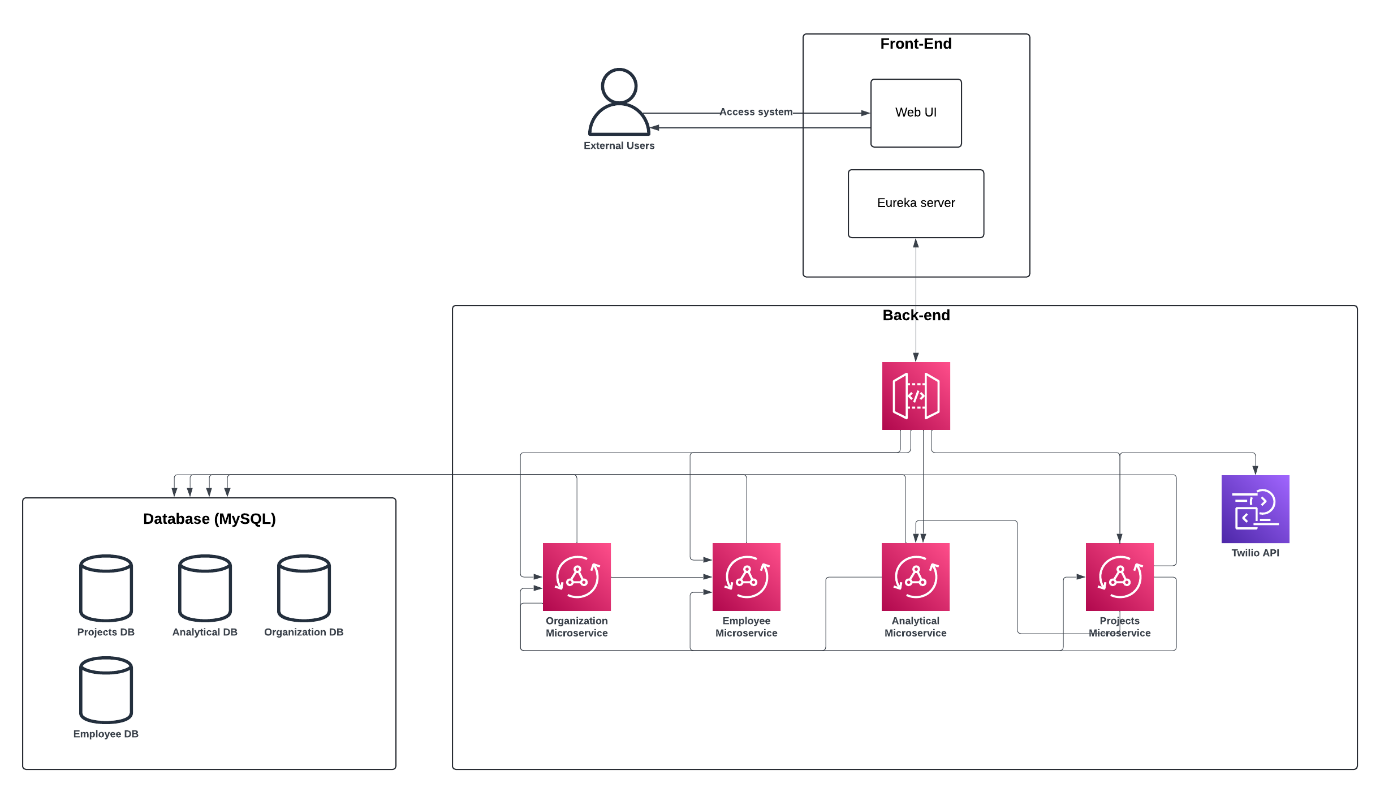 Front-End
Web UI
Access system
External Users
Eureka server
Back-end
</>
Database (MySQL)
Projects DB
Analytical DB
Organization DB
Employee DB
Twilio API
Organization
Microservice
Employee
Microservice
Analytical
Microservice
Projects
Microservice